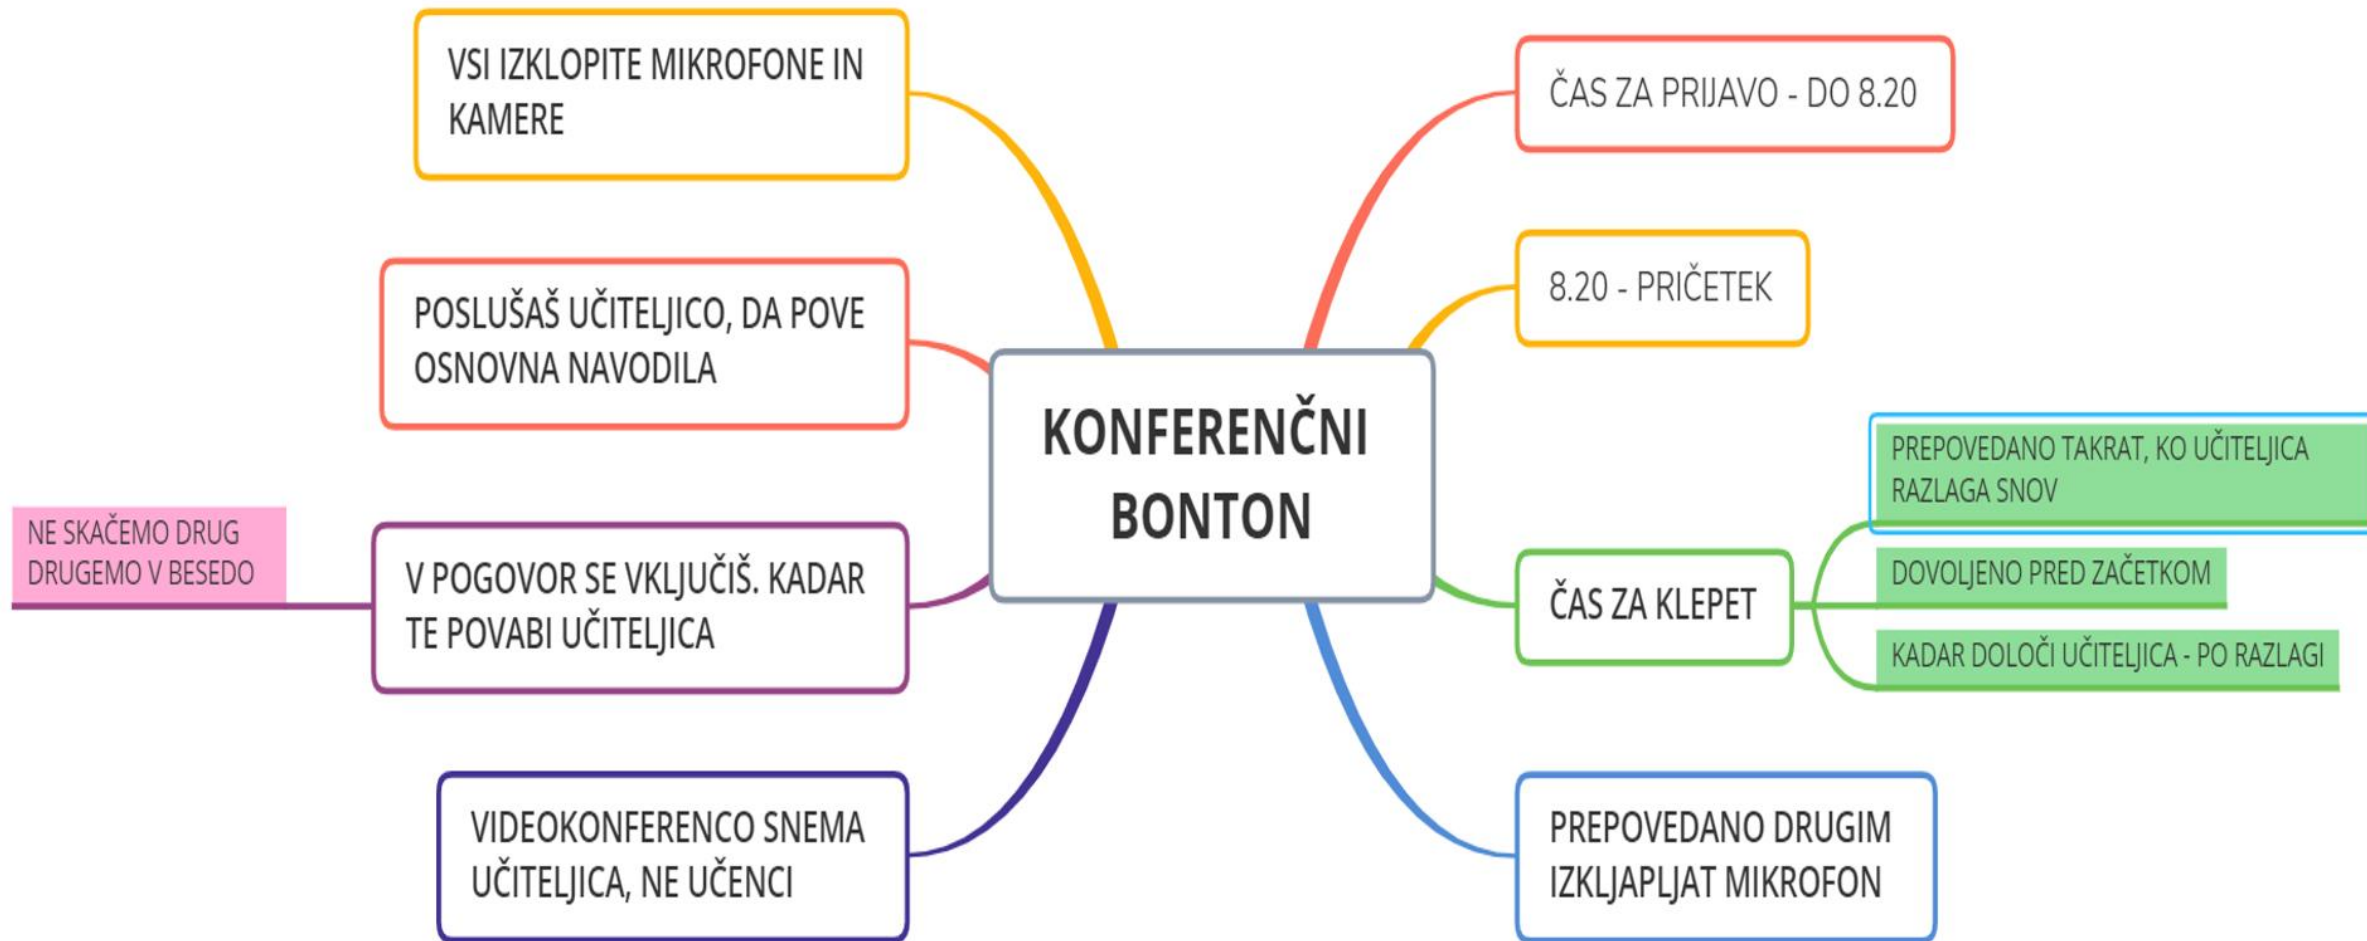 VSI IZKLOPITE MIKROFONE IN
KAMERE
POSLUŠAŠ UČITELJICO, DA POVE
OSNOVNA NAVODILA
NE SKAČEMO DRUG
DRUGEMO V BESEDO
V POGOVOR SE VKLJUČIŠ. KADAR
TE POVABI UČITELJICA
VIDEOKONFERENCO SNEMA
UČITELJICA, NE UČENCI
KONFERENČNI
BONTON
ČAS ZA PRIJAVO - DO 8.20
8.20 - PRIČETEK
ČAS ZA KLEPET
PREPOVEDANO TAKRAT, KO UČITELJICA
RAZLAGA SNOV
DOVOLJENO PRED ZAČETKOM
KADAR DOLOČI UČITELJICA - PO RAZLAGI
PREPOVEDANO DRUGIM
IZKLJAPLJAT MIKROFON